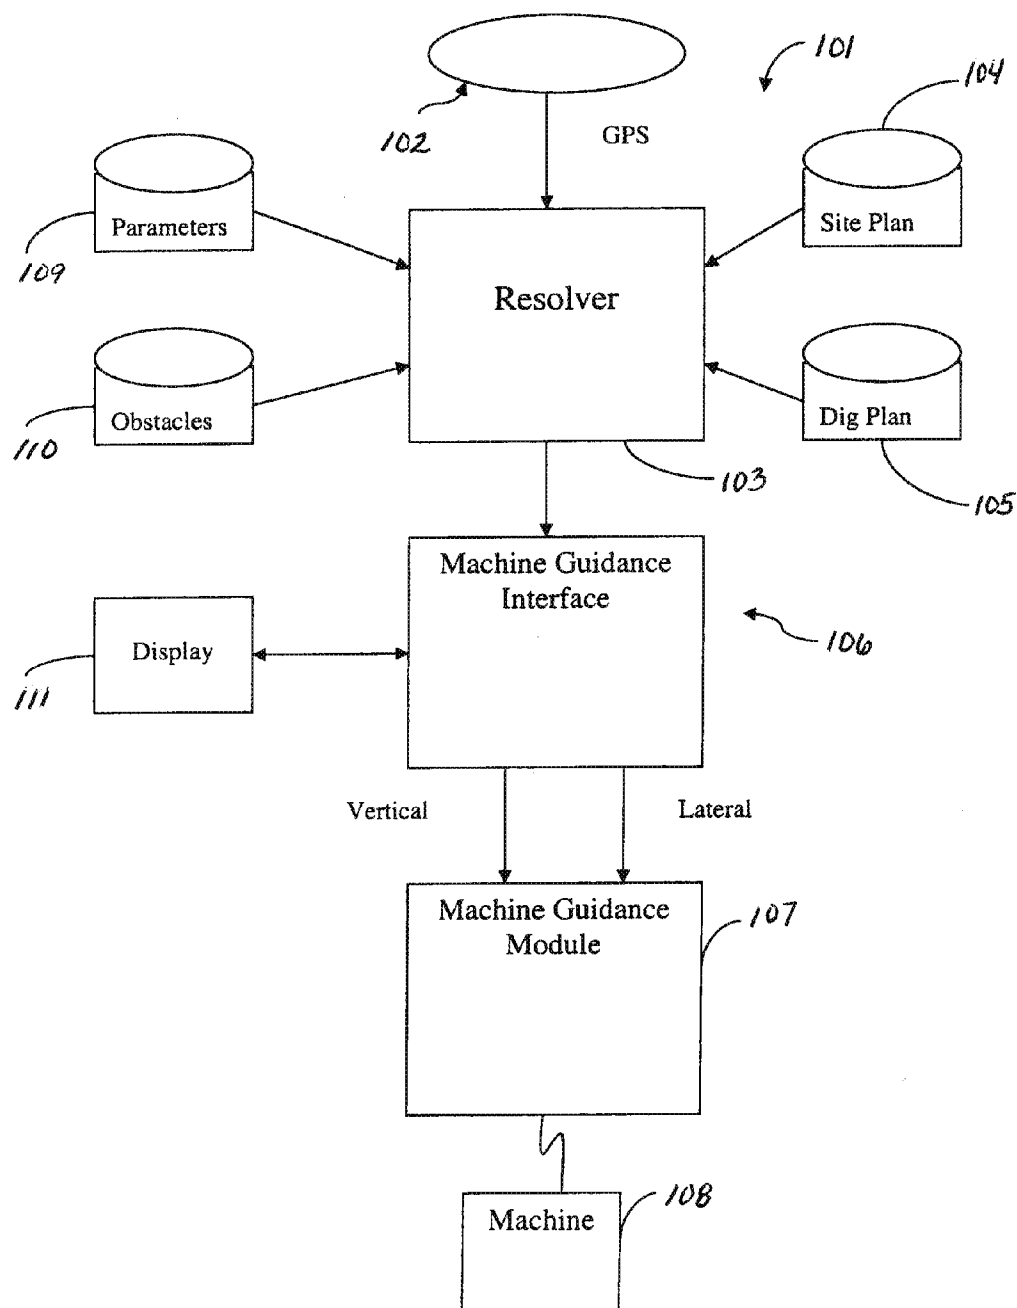 101
104
102
GPS
Parameters
Site Plan
109
Resolver
Obstacles
Dig Plan
110
103
105
Machine Guidance
Interface
Display
106
111
Vertical
Lateral
Machine Guidance
Module
107
108
Machine